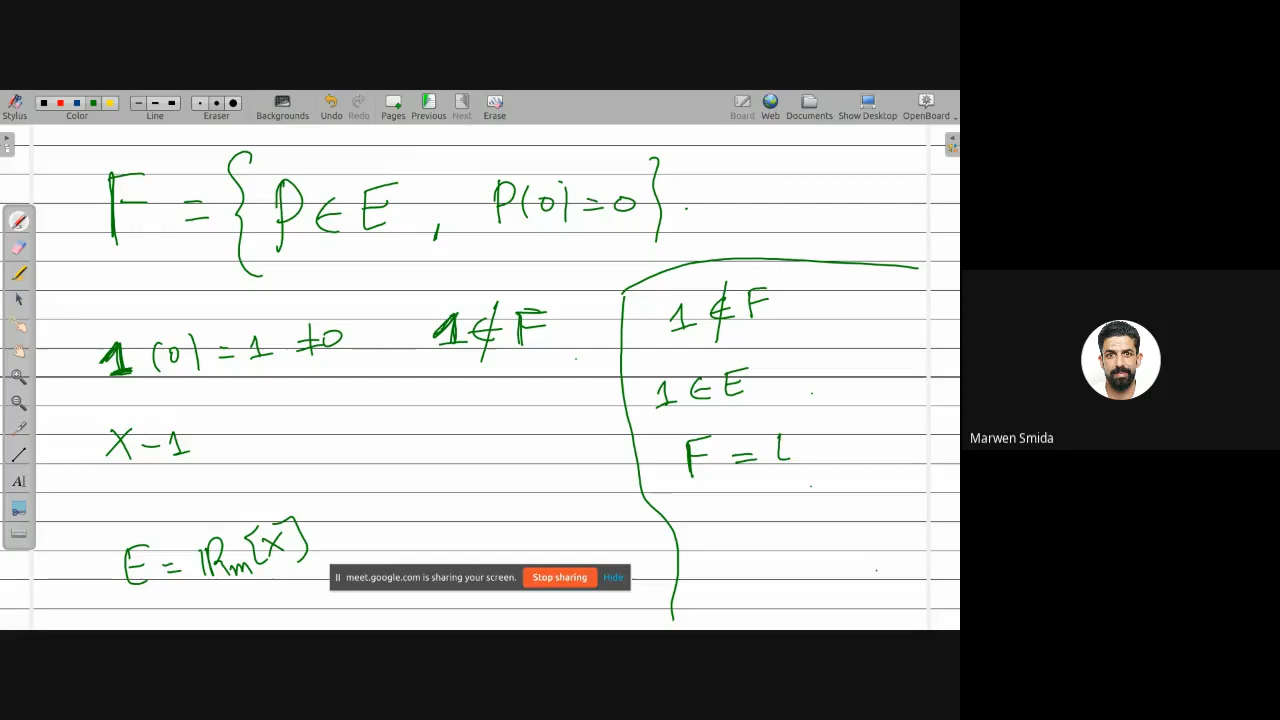 Stylus Color Line Eraser Backgrounds Undo Redo Pages Previous Next Erase Board Web Documents Show Desktop OpenBoard
F = { P ∈ E , P(0) = 0 } .
1 (0) = 1 ≠ 0 1 ∉ F
X - 1
E = ℝm[X]
1 ∉ F
1 ∈ E
F =
meet.google.com is sharing your screen. Stop sharing Hide
Marwen Smida